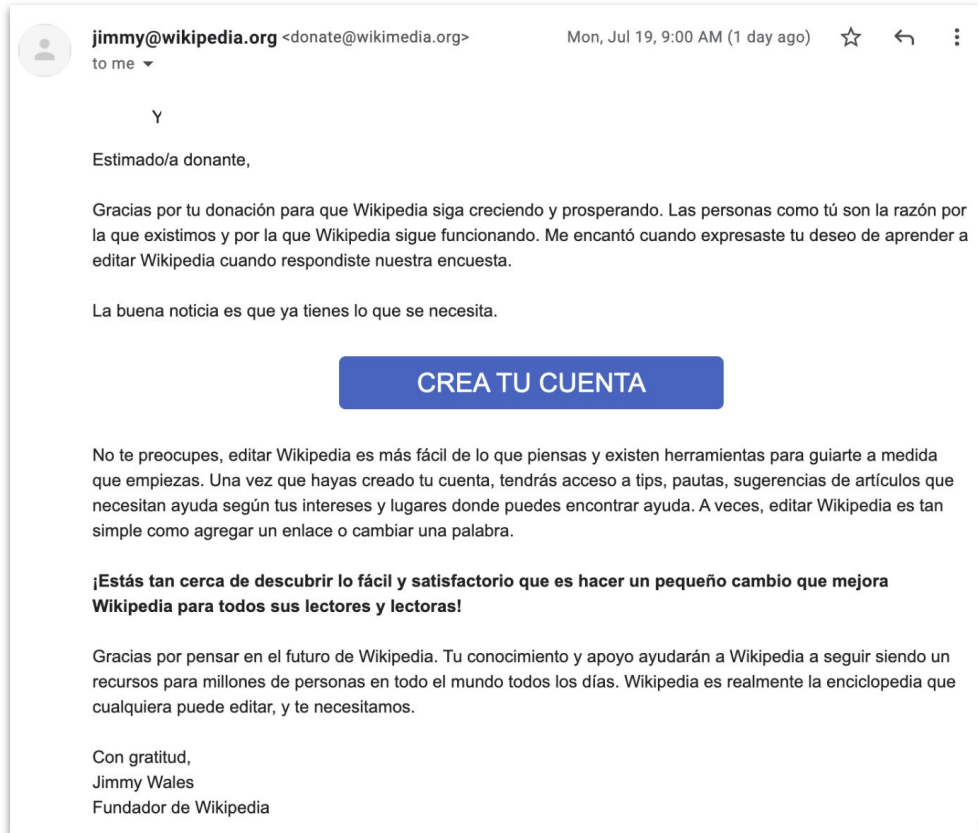 jimmy@wikipedia.org <donate@wikimedia.org> Mon, Jul 19, 9:00 AM (1 day ago)
to me
Y
Estimado/a donante,
Gracias por tu donación para que Wikipedia siga creciendo y prosperando. Las personas como tú son la razón por
la que existimos y por la que Wikipedia sigue funcionando. Me encantó cuando expresaste tu deseo de aprender a
editar Wikipedia cuando respondiste nuestra encuesta.
La buena noticia es que ya tienes lo que se necesita.
CREA TU CUENTA
No te preocupes, editar Wikipedia es más fácil de lo que piensas y existen herramientas para guiarte a medida
que empiezas. Una vez que hayas creado tu cuenta, tendrás acceso a tips, pautas, sugerencias de artículos que
necesitan ayuda según tus intereses y lugares donde puedes encontrar ayuda. A veces, editar Wikipedia es tan
simple como agregar un enlace o cambiar una palabra.
¡Estás tan cerca de descubrir lo fácil y satisfactorio que es hacer un pequeño cambio que mejora
Wikipedia para todos sus lectores y lectoras!
Gracias por pensar en el futuro de Wikipedia. Tu conocimiento y apoyo ayudarán a Wikipedia a seguir siendo un
recursos para millones de personas en todo el mundo todos los días. Wikipedia es realmente la enciclopedia que
cualquiera puede editar, y te necesitamos.
Con gratitud,
Jimmy Wales
Fundador de Wikipedia